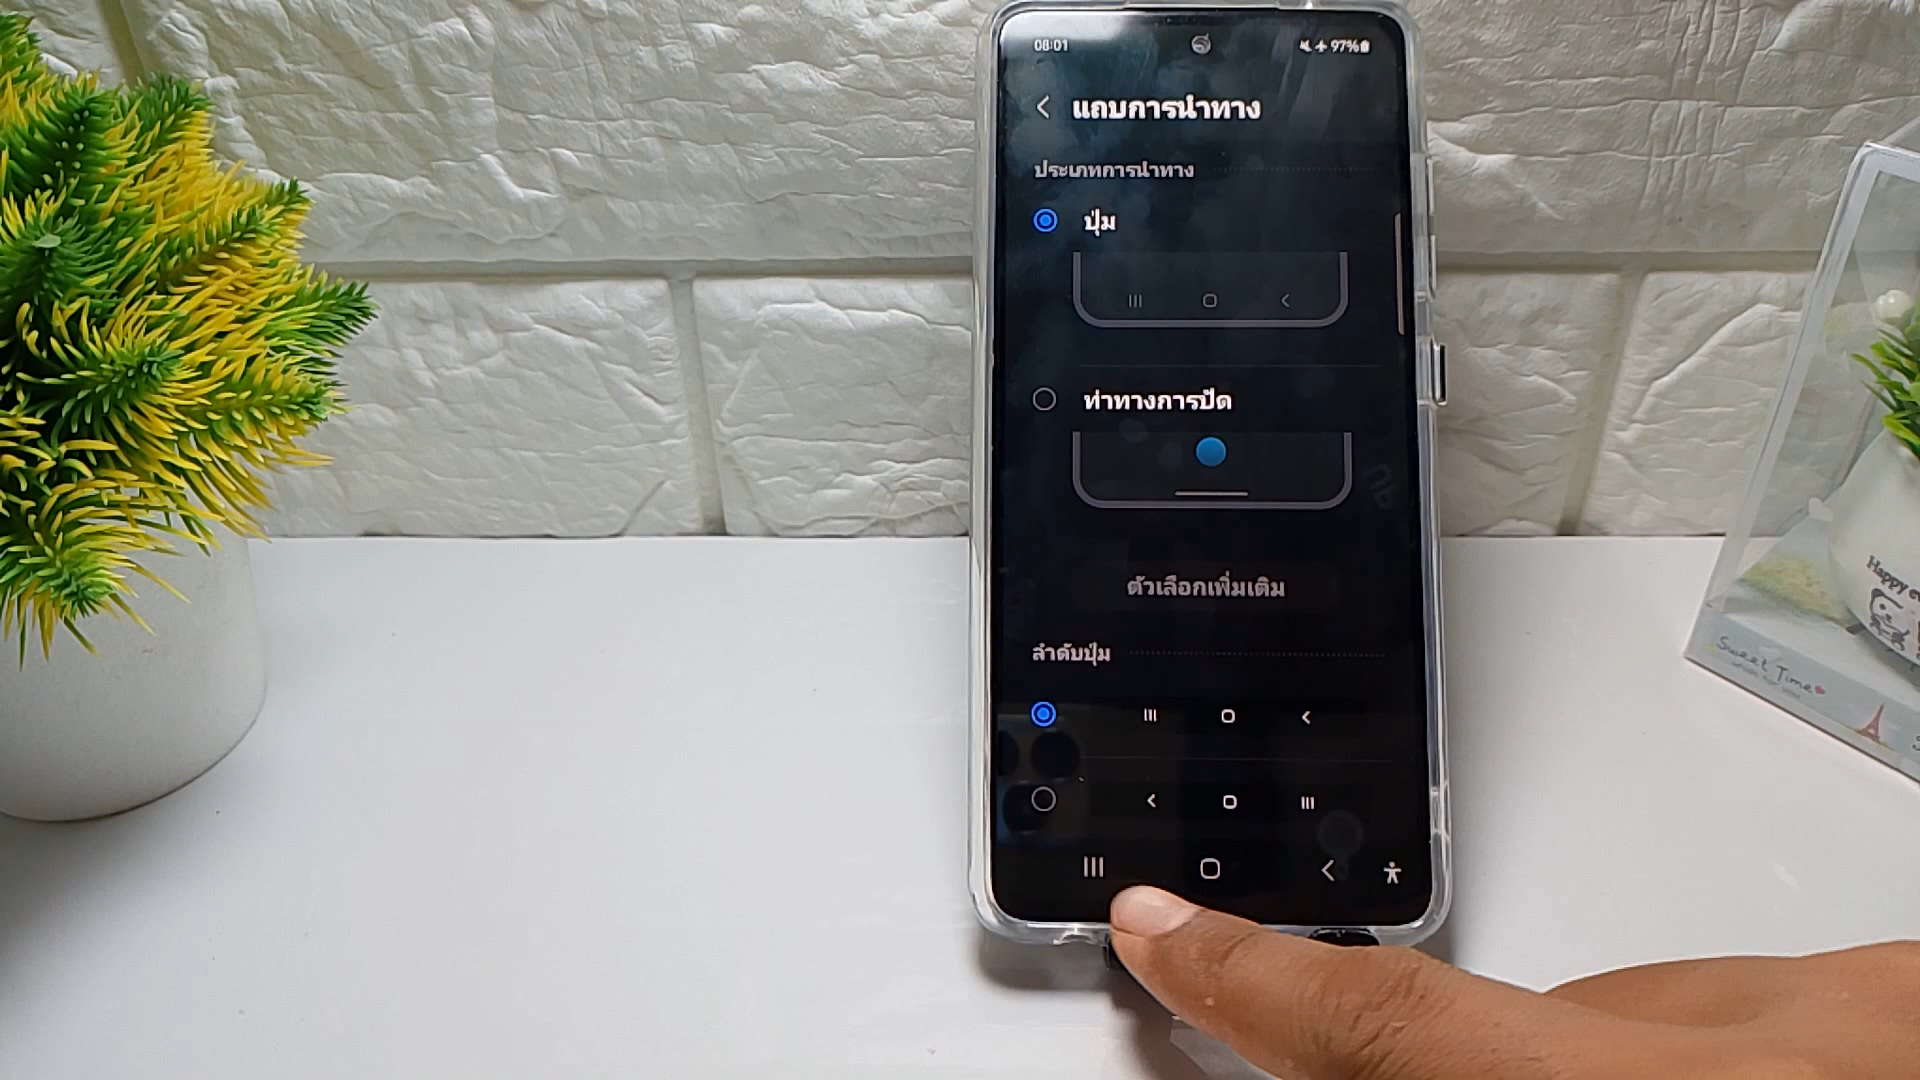 08:01
97%
แถบการนำทาง
ประเภทการนำทาง
ปุ่ม
ท่าทางการปัด
ตัวเลือกเพิ่มเติม
ลำดับปุ่ม
Happy
Sweet Time